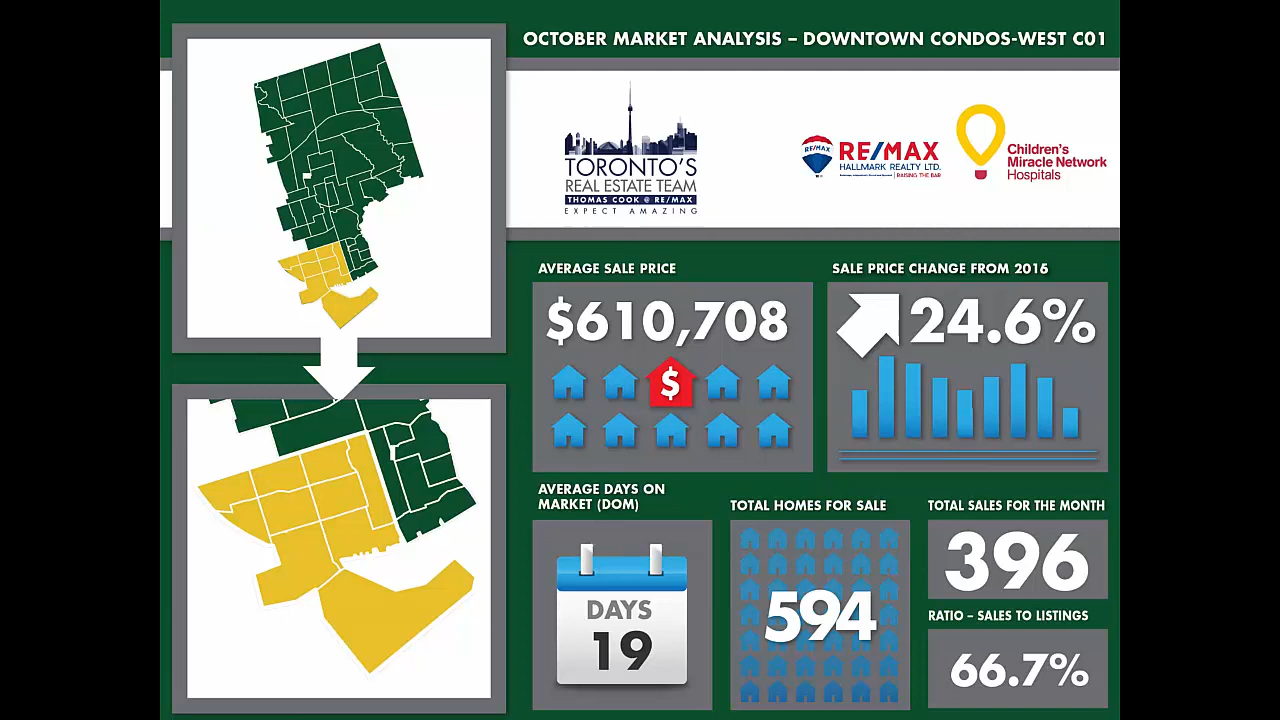 OCTOBER MARKET ANALYSIS – DOWNTOWN CONDOS-WEST C01
TORONTO'S
REAL ESTATE TEAM
THOMAS COOK @ RE/MAX
EXPECT AMAZING
RE/MAX
RE/MAX
HALLMARK REALTY LTD.
RAISING THE BAR
Children's
Miracle Network
Hospitals
AVERAGE SALE PRICE
$610,708
$
SALE PRICE CHANGE FROM 2016
24.6%
AVERAGE DAYS ON
MARKET (DOM)
DAYS
19
TOTAL HOMES FOR SALE
594
TOTAL SALES FOR THE MONTH
396
RATIO – SALES TO LISTINGS
66.7%